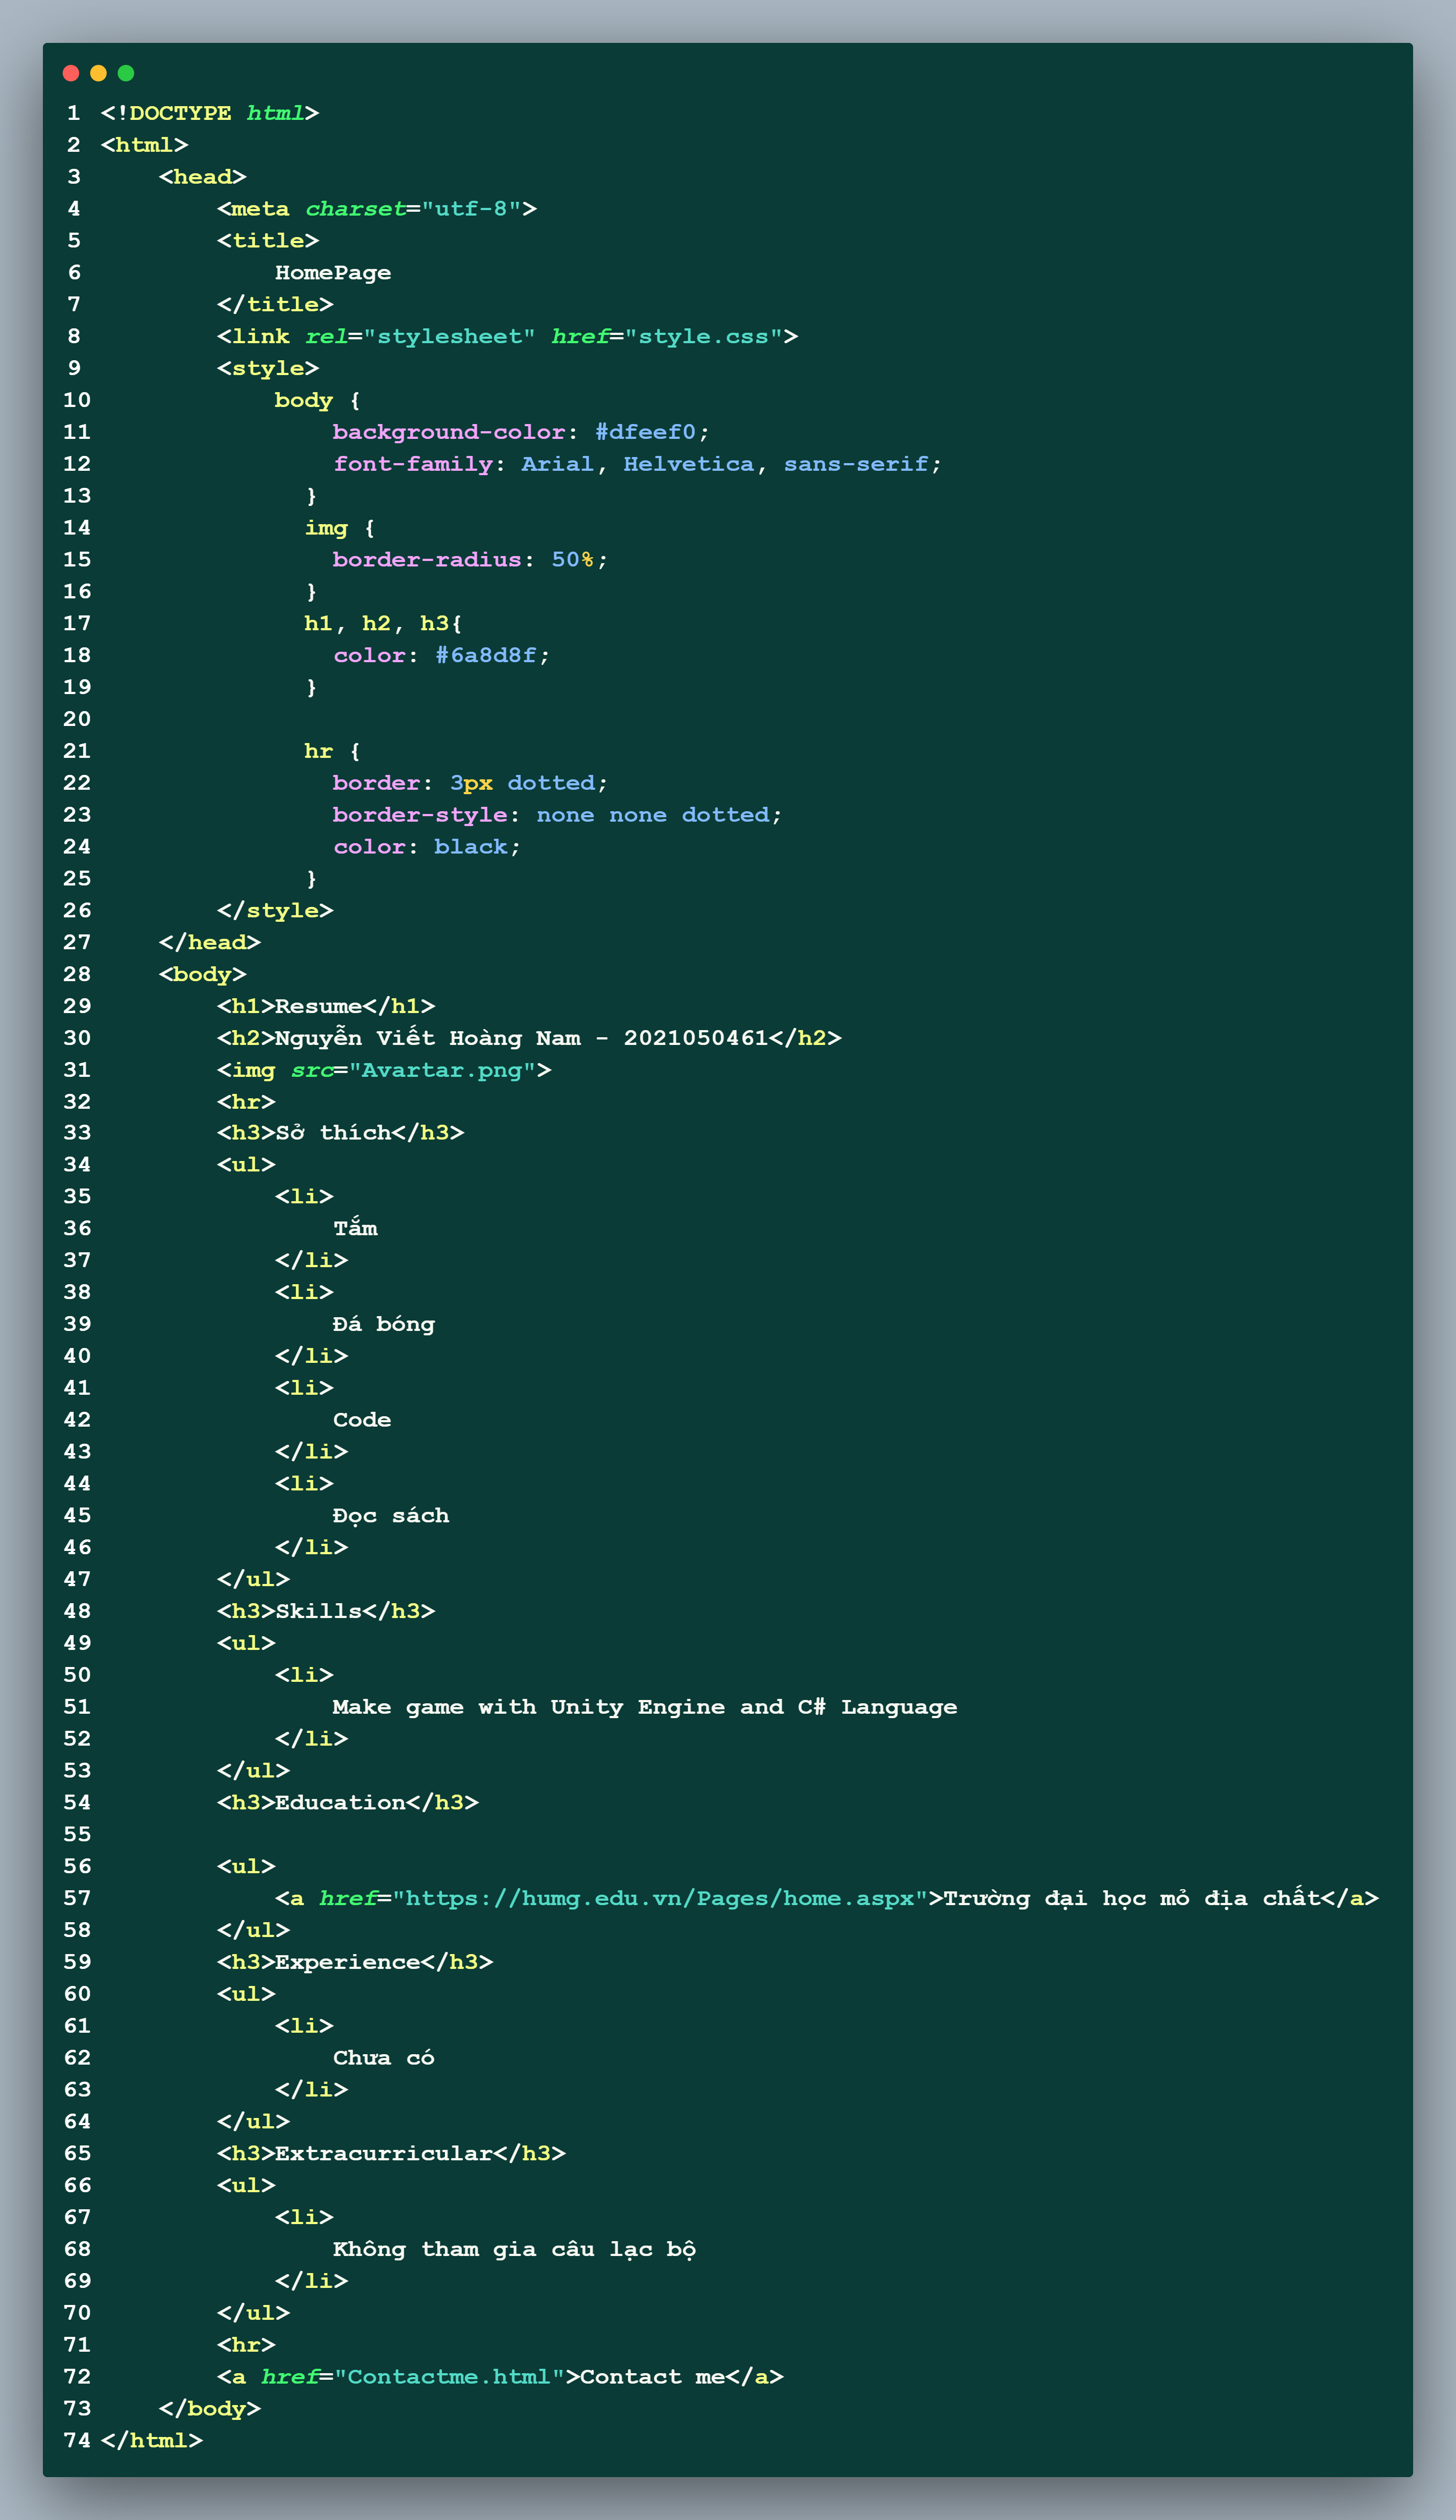 1 <!DOCTYPE html>
2 <html>
3     <head>
4         <meta charset="utf-8">
5         <title>
6             HomePage
7         </title>
8         <link rel="stylesheet" href="style.css">
9         <style>
10             body {
11                 background-color: #dfeef0;
12                 font-family: Arial, Helvetica, sans-serif;
13               }
14               img {
15                 border-radius: 50%;
16               }
17               h1, h2, h3{
18                 color: #6a8d8f;
19               }
20
21               hr {
22                 border: 3px dotted;
23                 border-style: none none dotted;
24                 color: black;
25               }
26         </style>
27     </head>
28     <body>
29         <h1>Resume</h1>
30         <h2>Nguyễn Viết Hoàng Nam - 2021050461</h2>
31         <img src="Avartar.png">
32         <hr>
33         <h3>Sở thích</h3>
34         <ul>
35             <li>
36                 Tắm
37             </li>
38             <li>
39                 Đá bóng
40             </li>
41             <li>
42                 Code
43             </li>
44             <li>
45                 Đọc sách
46             </li>
47         </ul>
48         <h3>Skills</h3>
49         <ul>
50             <li>
51                 Make game with Unity Engine and C# Language
52             </li>
53         </ul>
54         <h3>Education</h3>
55
56         <ul>
57             <a href="https://humg.edu.vn/Pages/home.aspx">Trường đại học mỏ địa chất</a>
58         </ul>
59         <h3>Experience</h3>
60         <ul>
61             <li>
62                 Chưa có
63             </li>
64         </ul>
65         <h3>Extracurricular</h3>
66         <ul>
67             <li>
68                 Không tham gia câu lạc bộ
69             </li>
70         </ul>
71         <hr>
72         <a href="Contactme.html">Contact me</a>
73     </body>
74 </html>